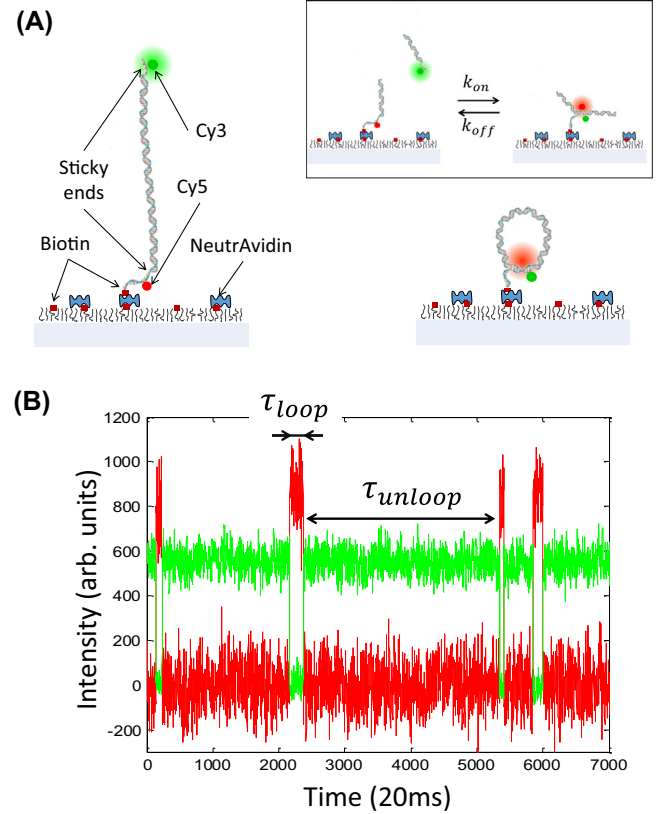 (A)
Cy3
Sticky
ends
Cy5
Biotin
NeutrAvidin
k_on
k_off
(B)
τ_loop
τ_unloop
Intensity (arb. units)
1200
1000
800
600
400
200
0
-200
0 1000 2000 3000 4000 5000 6000 7000
Time (20ms)